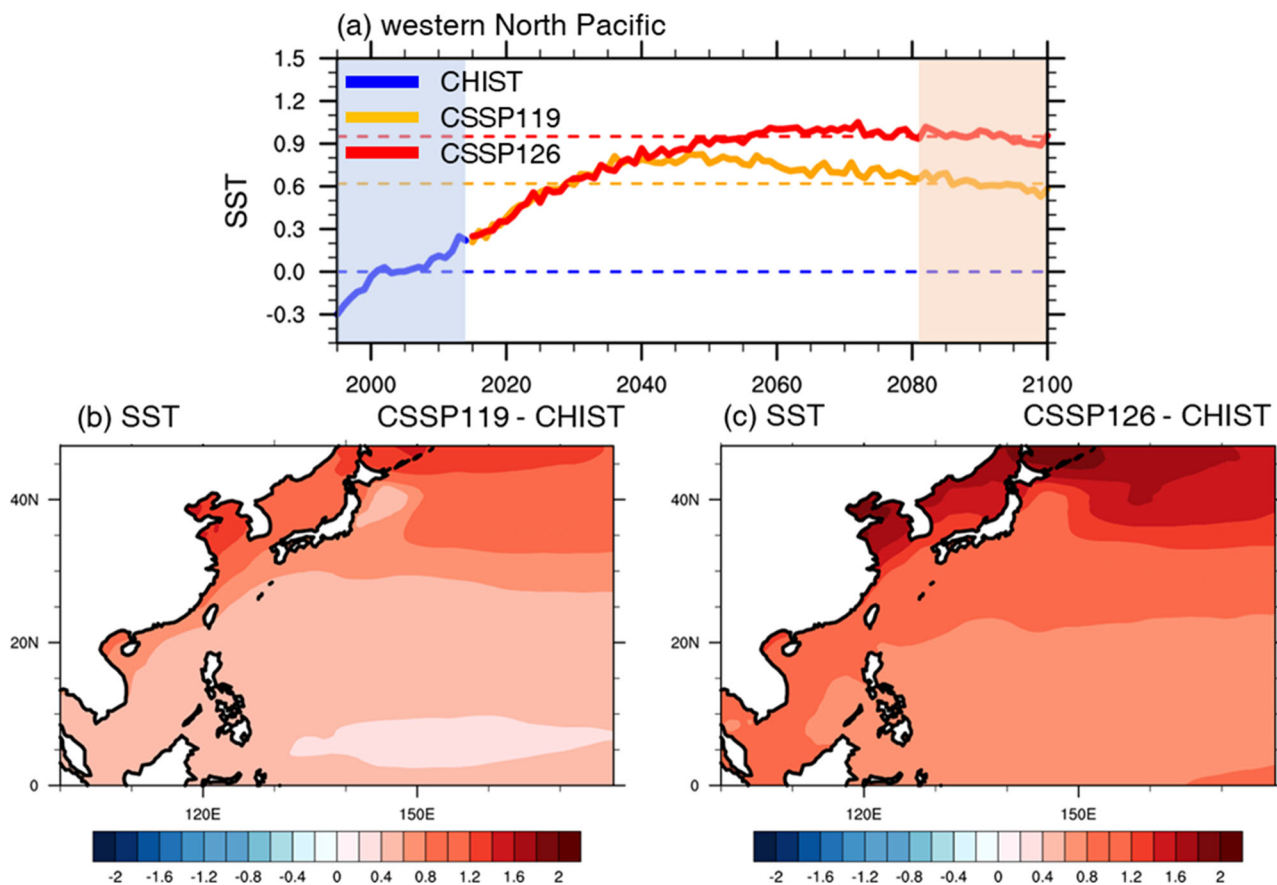 (a) western North Pacific
1.5
1.2
0.9
0.6
0.3
0.0
-0.3
SST
CHIST
CSSP119
CSSP126
2000 2020 2040 2060 2080 2100
(b) SST CSSP119 - CHIST
40N
20N
0
120E 150E
-2 -1.6 -1.2 -0.8 -0.4 0 0.4 0.8 1.2 1.6 2
(c) SST CSSP126 - CHIST
40N
20N
0
120E 150E
-2 -1.6 -1.2 -0.8 -0.4 0 0.4 0.8 1.2 1.6 2